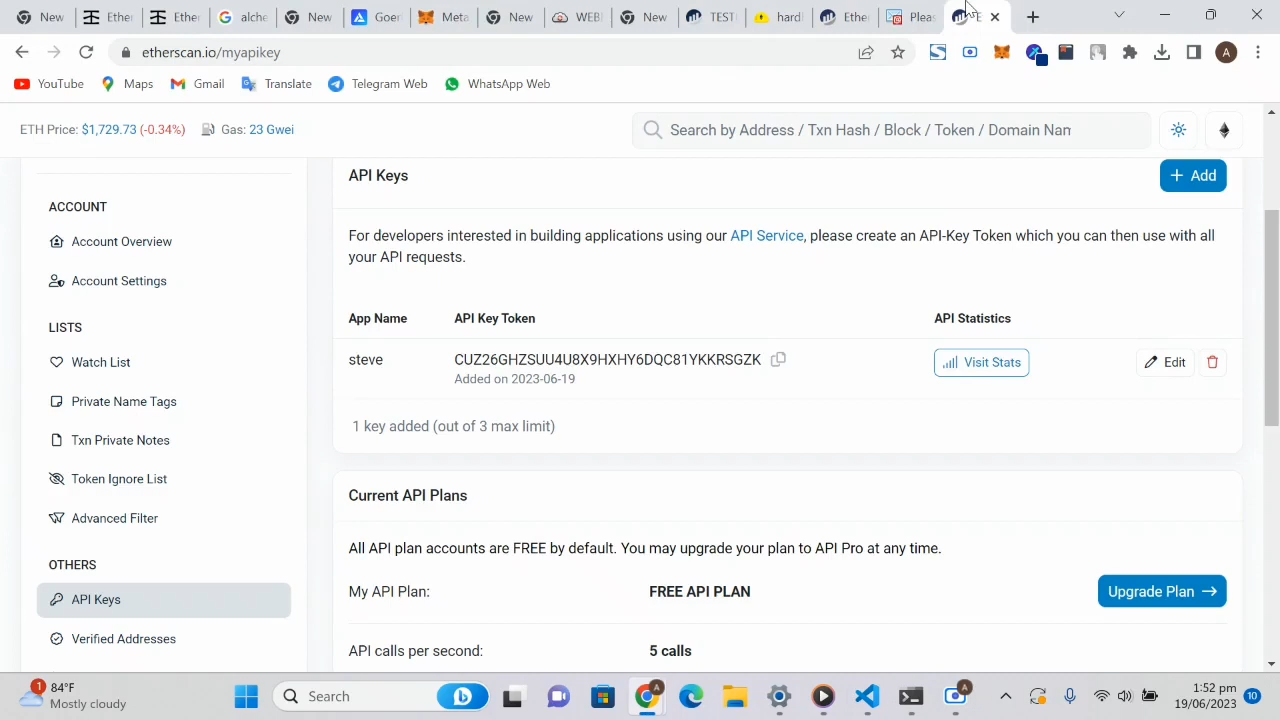 New
Ether
Ether
alche
New
Goer
Meta
New
WEB
New
TEST
hardl
Ethe
Pleas
E
etherscan.io/myapikey
A
YouTube
Maps
Gmail
Translate
Telegram Web
WhatsApp Web
ETH Price: $1,729.73 (-0.34%)
Gas: 23 Gwei
Search by Address / Txn Hash / Block / Token / Domain Nam
API Keys
+ Add
ACCOUNT
Account Overview
Account Settings
LISTS
Watch List
Private Name Tags
Txn Private Notes
Token Ignore List
Advanced Filter
OTHERS
API Keys
Verified Addresses
For developers interested in building applications using our API Service, please create an API-Key Token which you can then use with all
your API requests.
App Name API Key Token API Statistics
steve CUZ26GHZSUU4U8X9HXHY6DQC81YKKRSGZK Visit Stats Edit
Added on 2023-06-19
1 key added (out of 3 max limit)
Current API Plans
All API plan accounts are FREE by default. You may upgrade your plan to API Pro at any time.
My API Plan: FREE API PLAN Upgrade Plan
API calls per second: 5 calls
1
84°F
Mostly cloudy
Search
A
A
1:52 pm
19/06/2023
10